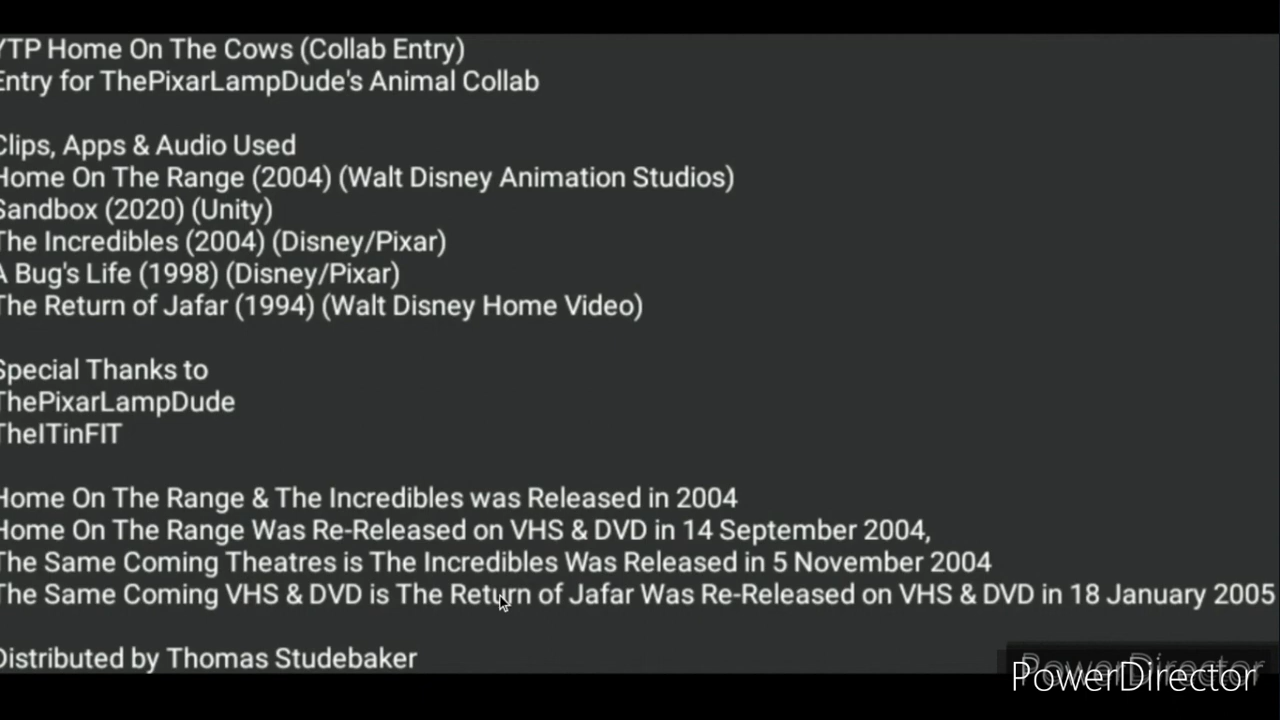 YTP Home On The Cows (Collab Entry)
Entry for ThePixarLampDude's Animal Collab
Clips, Apps & Audio Used
Home On The Range (2004) (Walt Disney Animation Studios)
Sandbox (2020) (Unity)
The Incredibles (2004) (Disney/Pixar)
A Bug's Life (1998) (Disney/Pixar)
The Return of Jafar (1994) (Walt Disney Home Video)
Special Thanks to
ThePixarLampDude
TheITinFIT
Home On The Range & The Incredibles was Released in 2004
Home On The Range Was Re-Released on VHS & DVD in 14 September 2004,
The Same Coming Theatres is The Incredibles Was Released in 5 November 2004
The Same Coming VHS & DVD is The Return of Jafar Was Re-Released on VHS & DVD in 18 January 2005
Distributed by Thomas Studebaker
PowerDirector
PowerDirector